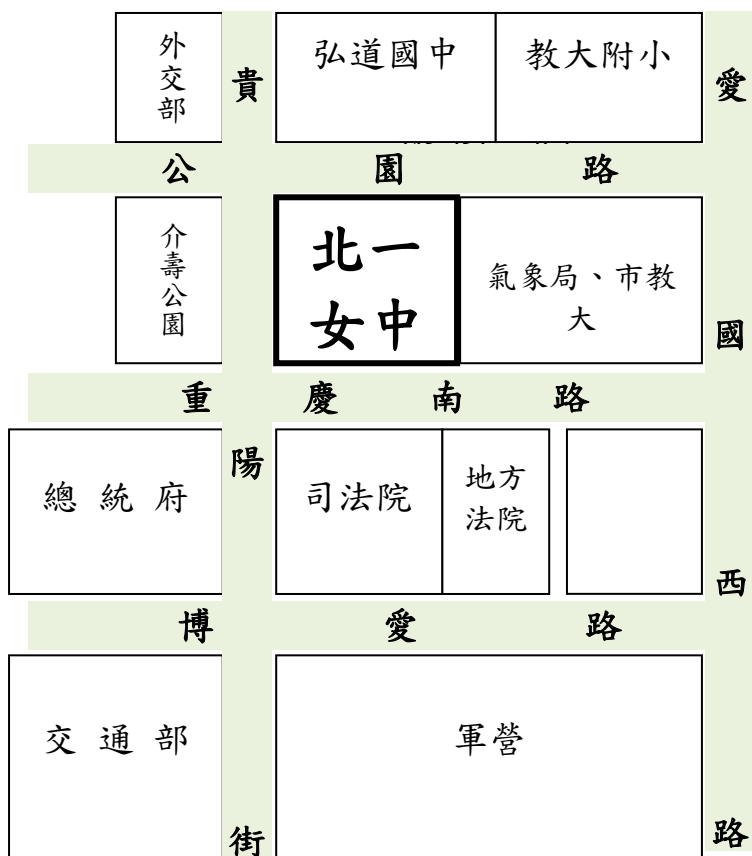 外交部
貴
弘道國中
教大附小
愛
公園路
介壽公園
北一
女中
氣象局、市教
大
國
重慶南路
陽
總統府
司法院
地方
法院
西
博愛路
交通部
軍營
街
路